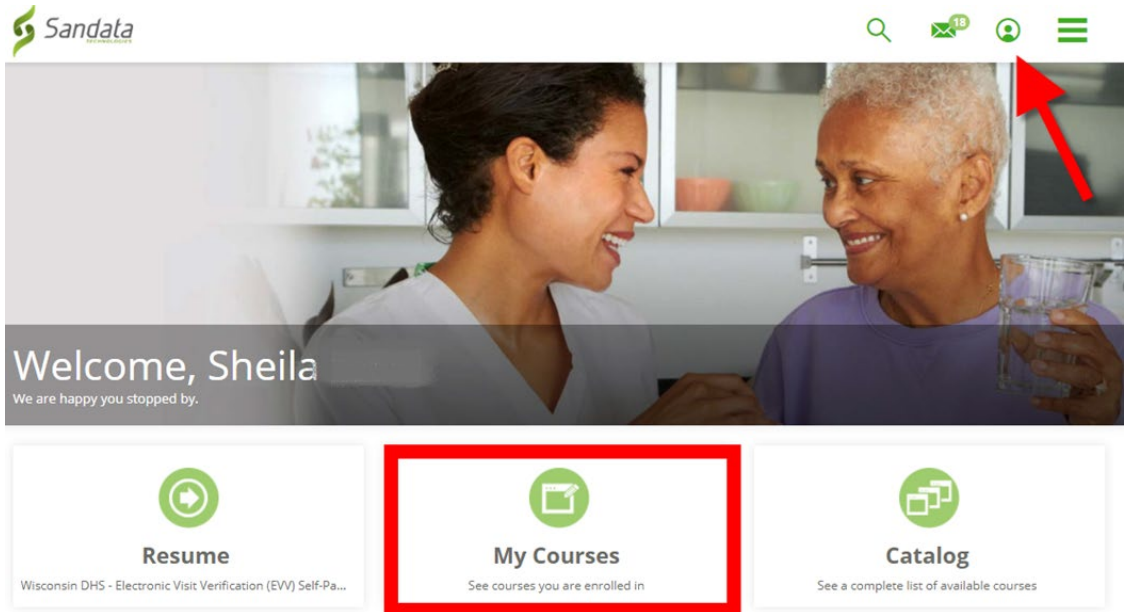 Sandata
TECHNOLOGIES
18
Welcome, Sheila
We are happy you stopped by.
Resume
Wisconsin DHS - Electronic Visit Verification (EVV) Self-Pa...
My Courses
See courses you are enrolled in
Catalog
See a complete list of available courses